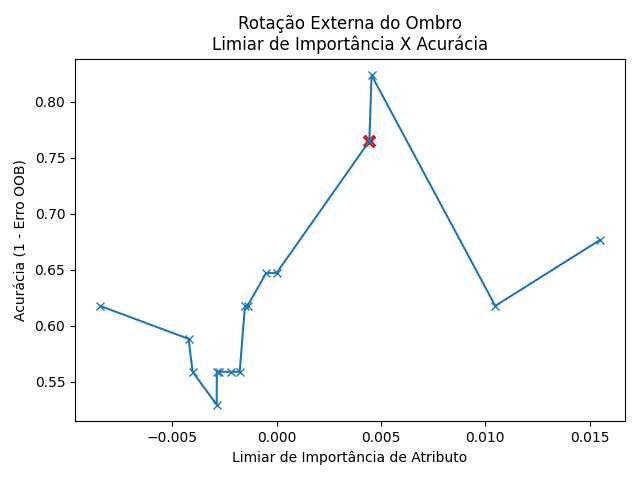 Rotação Externa do Ombro
Limiar de Importância X Acurácia
Acurácia (1 - Erro OOB)
0.80
0.75
0.70
0.65
0.60
0.55
−0.005 0.000 0.005 0.010 0.015
Limiar de Importância de Atributo